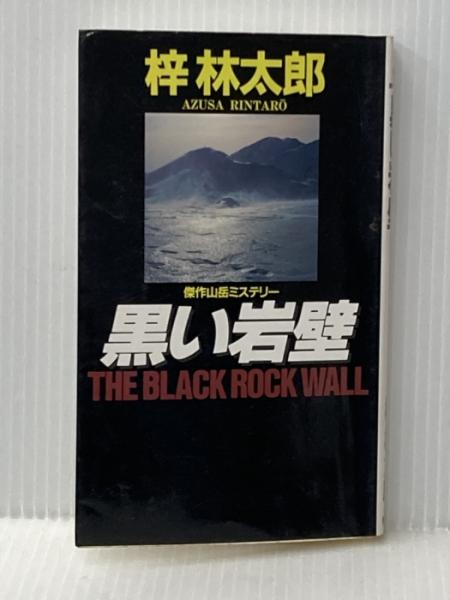 梓 林太郎
AZUSA RINTARŌ
傑作山岳ミステリー
黒い岩壁
THE BLACK ROCK WALL